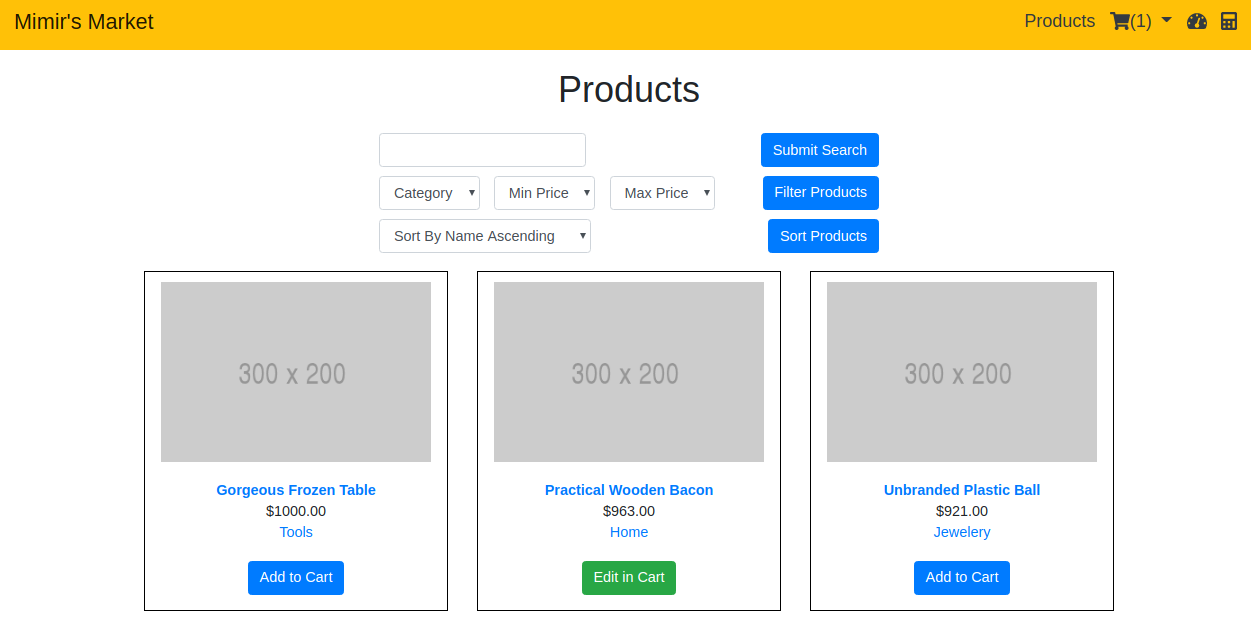 Mimir's Market Products (1)
Products
Submit Search
Category Min Price Max Price Filter Products
Sort By Name Ascending Sort Products
300 x 200 300 x 200 300 x 200
Gorgeous Frozen Table Practical Wooden Bacon Unbranded Plastic Ball
$1000.00 $963.00 $921.00
Tools Home Jewelery
Add to Cart Edit in Cart Add to Cart